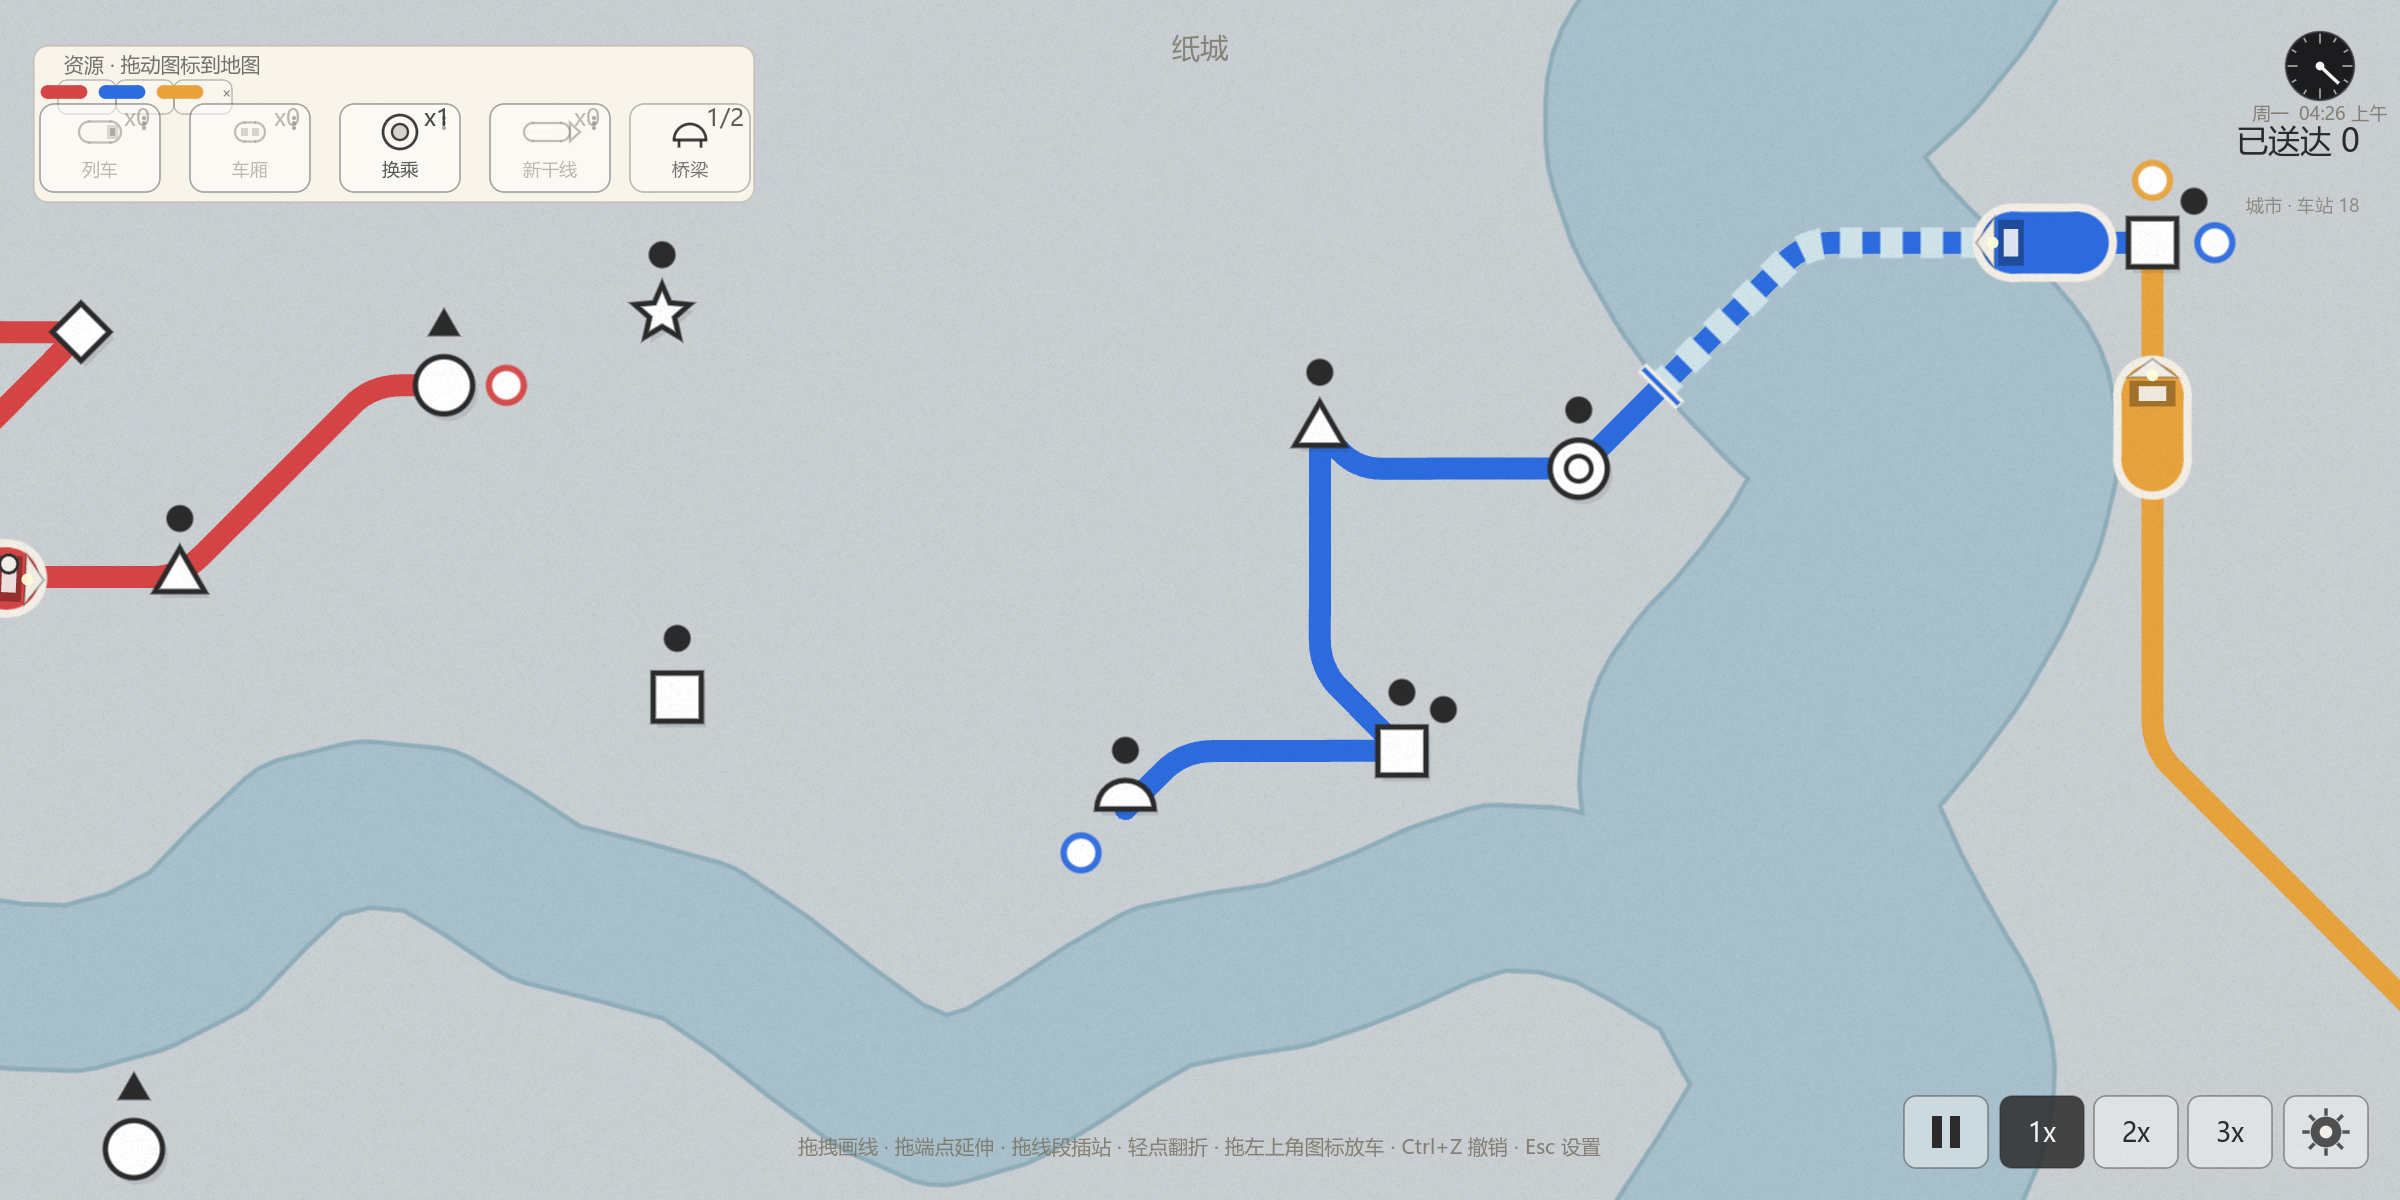 纸城
资源 · 拖动图标到地图
×
x0
x0
x1
x0
1/2
列车
车厢
换乘
新干线
桥梁
周一 04:26 上午
已送达 0
城市 · 车站 18
拖拽画线 · 拖端点延伸 · 拖线段插站 · 轻点翻折 · 拖左上角图标放车 · Ctrl+Z 撤销 · Esc 设置
1x
2x
3x